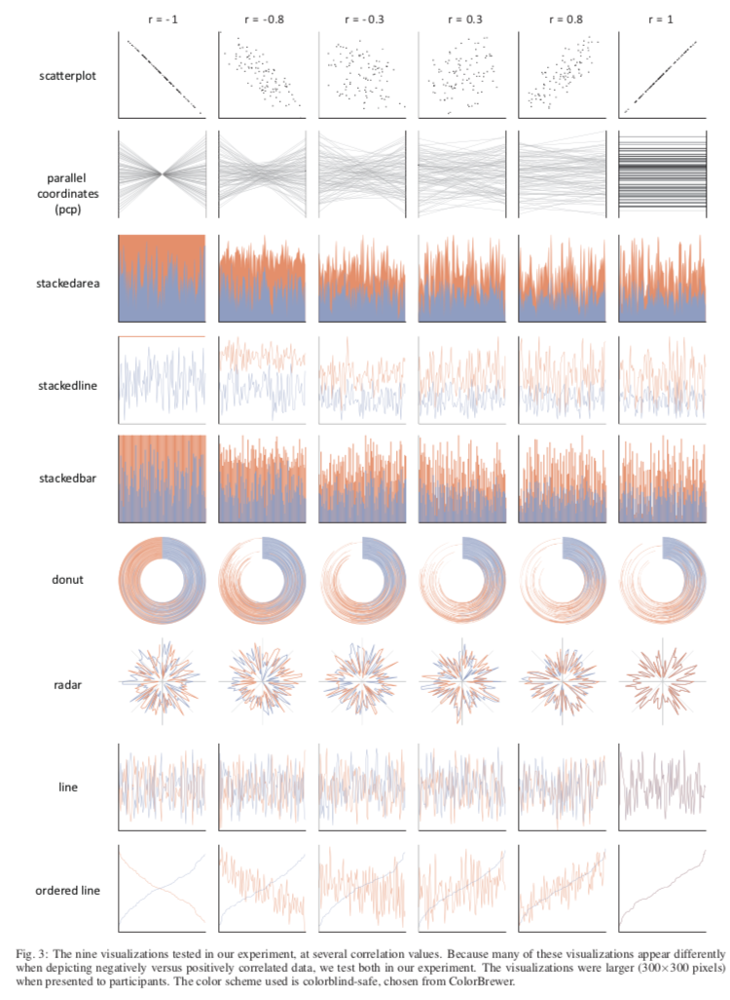 r = -1 r = -0.8 r = -0.3 r = 0.3 r = 0.8 r = 1
scatterplot
parallel
coordinates
(pcp)
stackedarea
stackedline
stackedbar
donut
radar
line
ordered line
Fig. 3: The nine visualizations tested in our experiment, at several correlation values. Because many of these visualizations appear differently
when depicting negatively versus positively correlated data, we test both in our experiment. The visualizations were larger (300×300 pixels)
when presented to participants. The color scheme used is colorblind-safe, chosen from ColorBrewer.